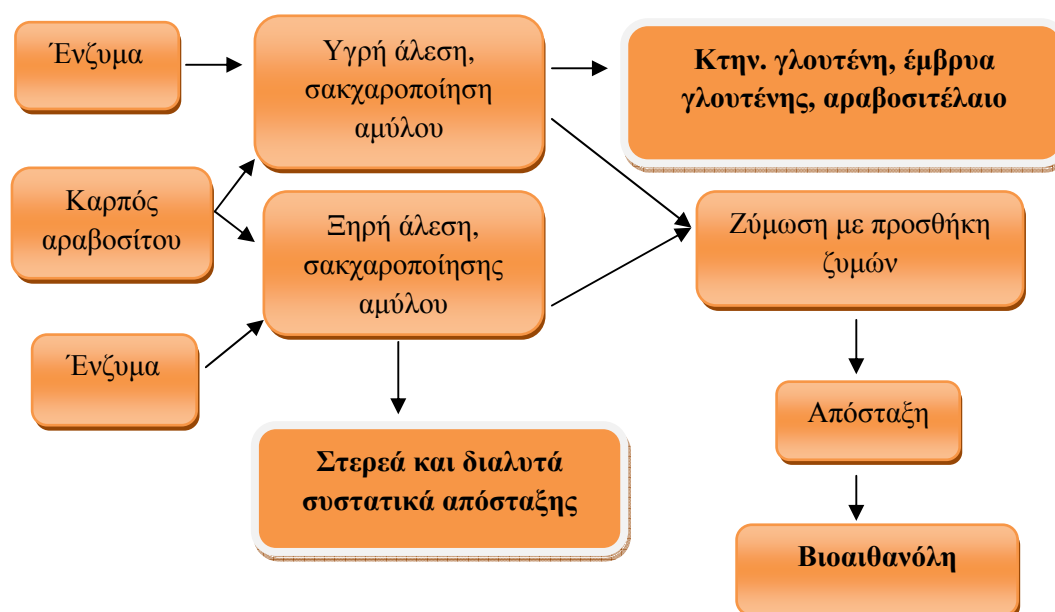 Ένζυμα
Υγρή άλεση,
σακχαροποίηση
αμύλου
Κτην. γλουτένη, έμβρυα
γλουτένης, αραβοσιτέλαιο
Καρπός
αραβοσίτου
Ξηρή άλεση,
σακχαροποίησης
αμύλου
Ζύμωση με προσθήκη
ζυμών
Ένζυμα
Απόσταξη
Στερεά και διαλυτά
συστατικά απόσταξης
Βιοαιθανόλη